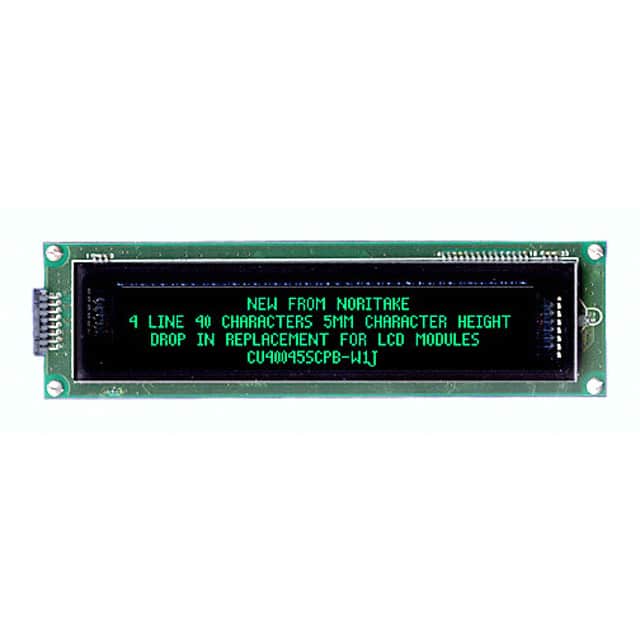 NEW FROM NORITAKE
4 LINE 40 CHARACTERS 5MM CHARACTER HEIGHT
DROP IN REPLACEMENT FOR LCD MODULES
CU40045SCPB-W1J